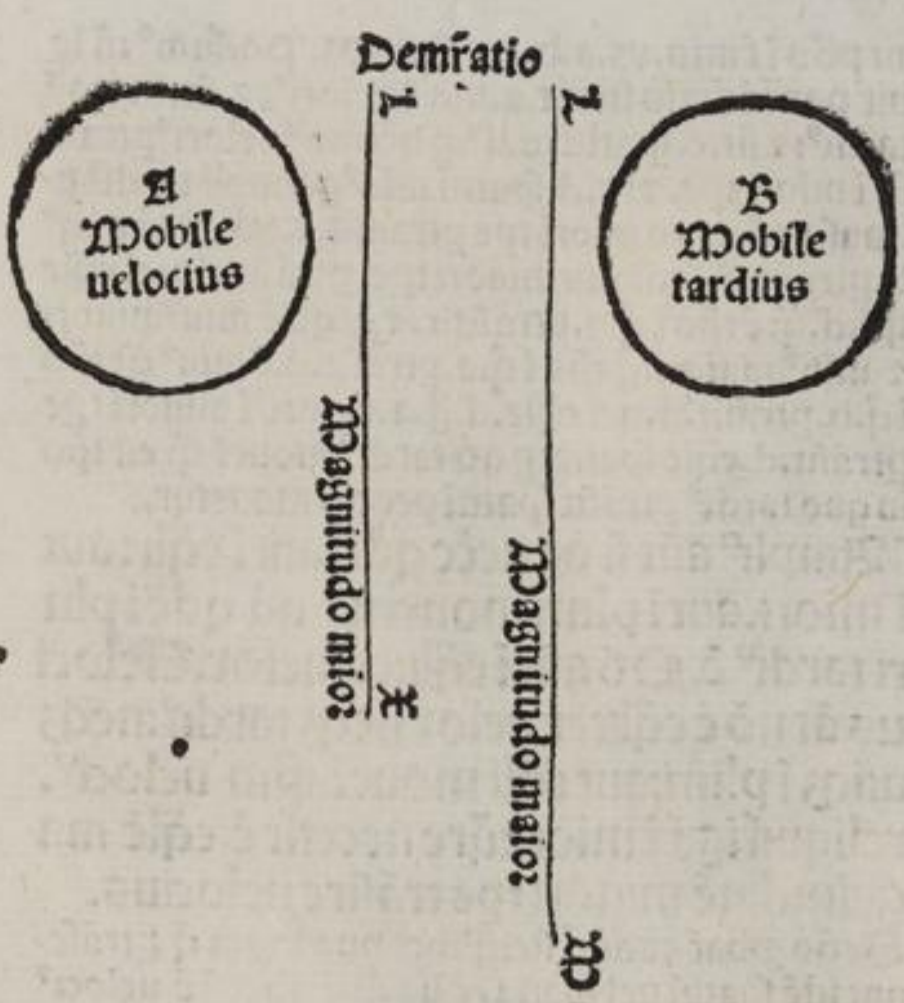 Demr̃atio
A
Mobile
uelocius
L
L
B
Mobile
tardius
Magnitudo mioꝛ
X
Magnitudo maioꝛ
M